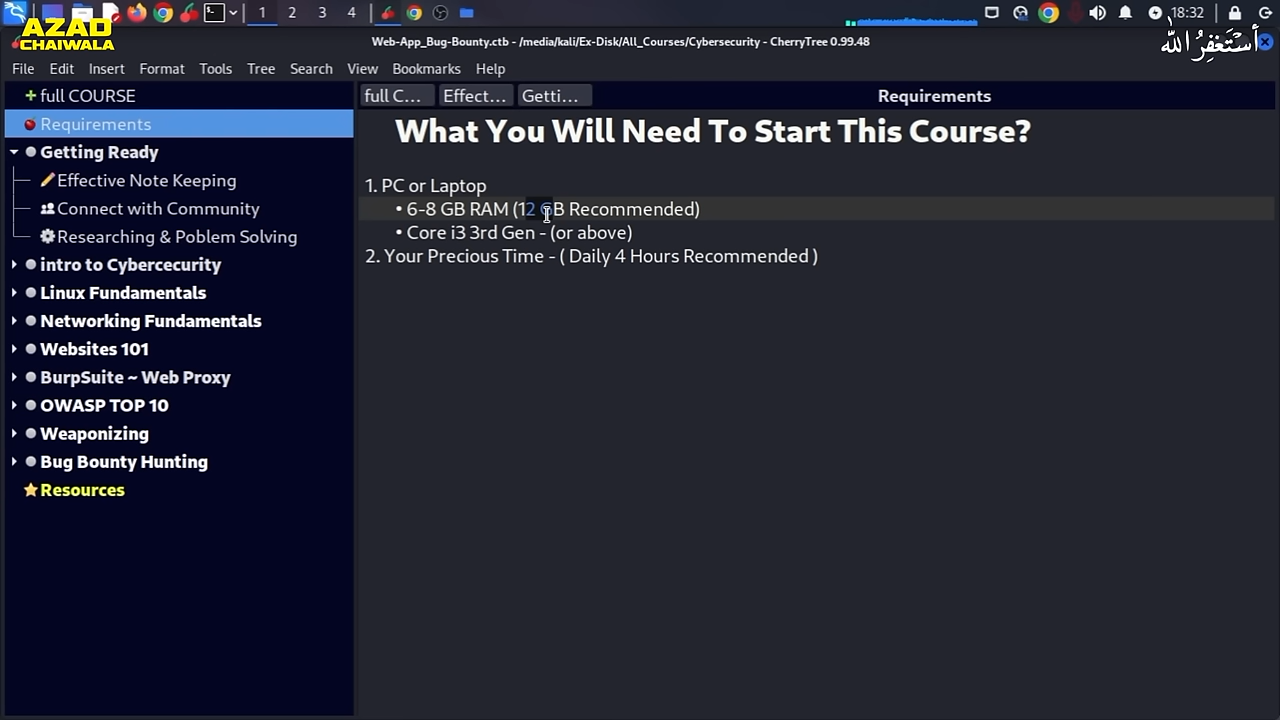 1 2 3 4
18:32
AZAD
CHAIWALA
Web-App_Bug-Bounty.ctb - /media/kali/Ex-Disk/All_Courses/Cybersecurity - CherryTree 0.99.48
أستغفر الله
File Edit Insert Format Tools Tree Search View Bookmarks Help
full COURSE
Requirements
Getting Ready
Effective Note Keeping
Connect with Community
Researching & Problem Solving
intro to Cybercecurity
Linux Fundamentals
Networking Fundamentals
Websites 101
BurpSuite ~ Web Proxy
OWASP TOP 10
Weaponizing
Bug Bounty Hunting
Resources
full C... Effect... Getti... Requirements
What You Will Need To Start This Course?
1. PC or Laptop
• 6-8 GB RAM (12 GB Recommended)
• Core i3 3rd Gen - (or above)
2. Your Precious Time - ( Daily 4 Hours Recommended )